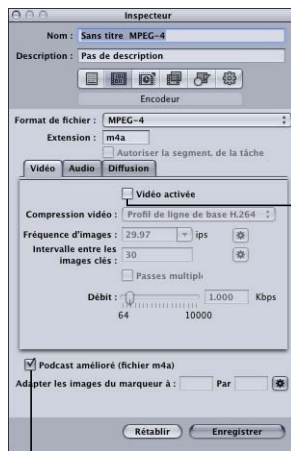 Inspecteur
Nom : Sans titre MPEG-4
Description : Pas de description
Encodeur
Format de fichier : MPEG-4
Extension : m4a
Autoriser la segment. de la tâche
Vidéo Audio Diffusion
Vidéo activée
Compression vidéo : Profil de ligne de base H.264
Fréquence d'images : 29.97 ips
Intervalle entre les
images clés : 30
Passes multipl
Débit : 1.000 Kbps
64 10000
Podcast amélioré (fichier m4a)
Adapter les images du marqueur à : Par
Rétablir Enregistrer